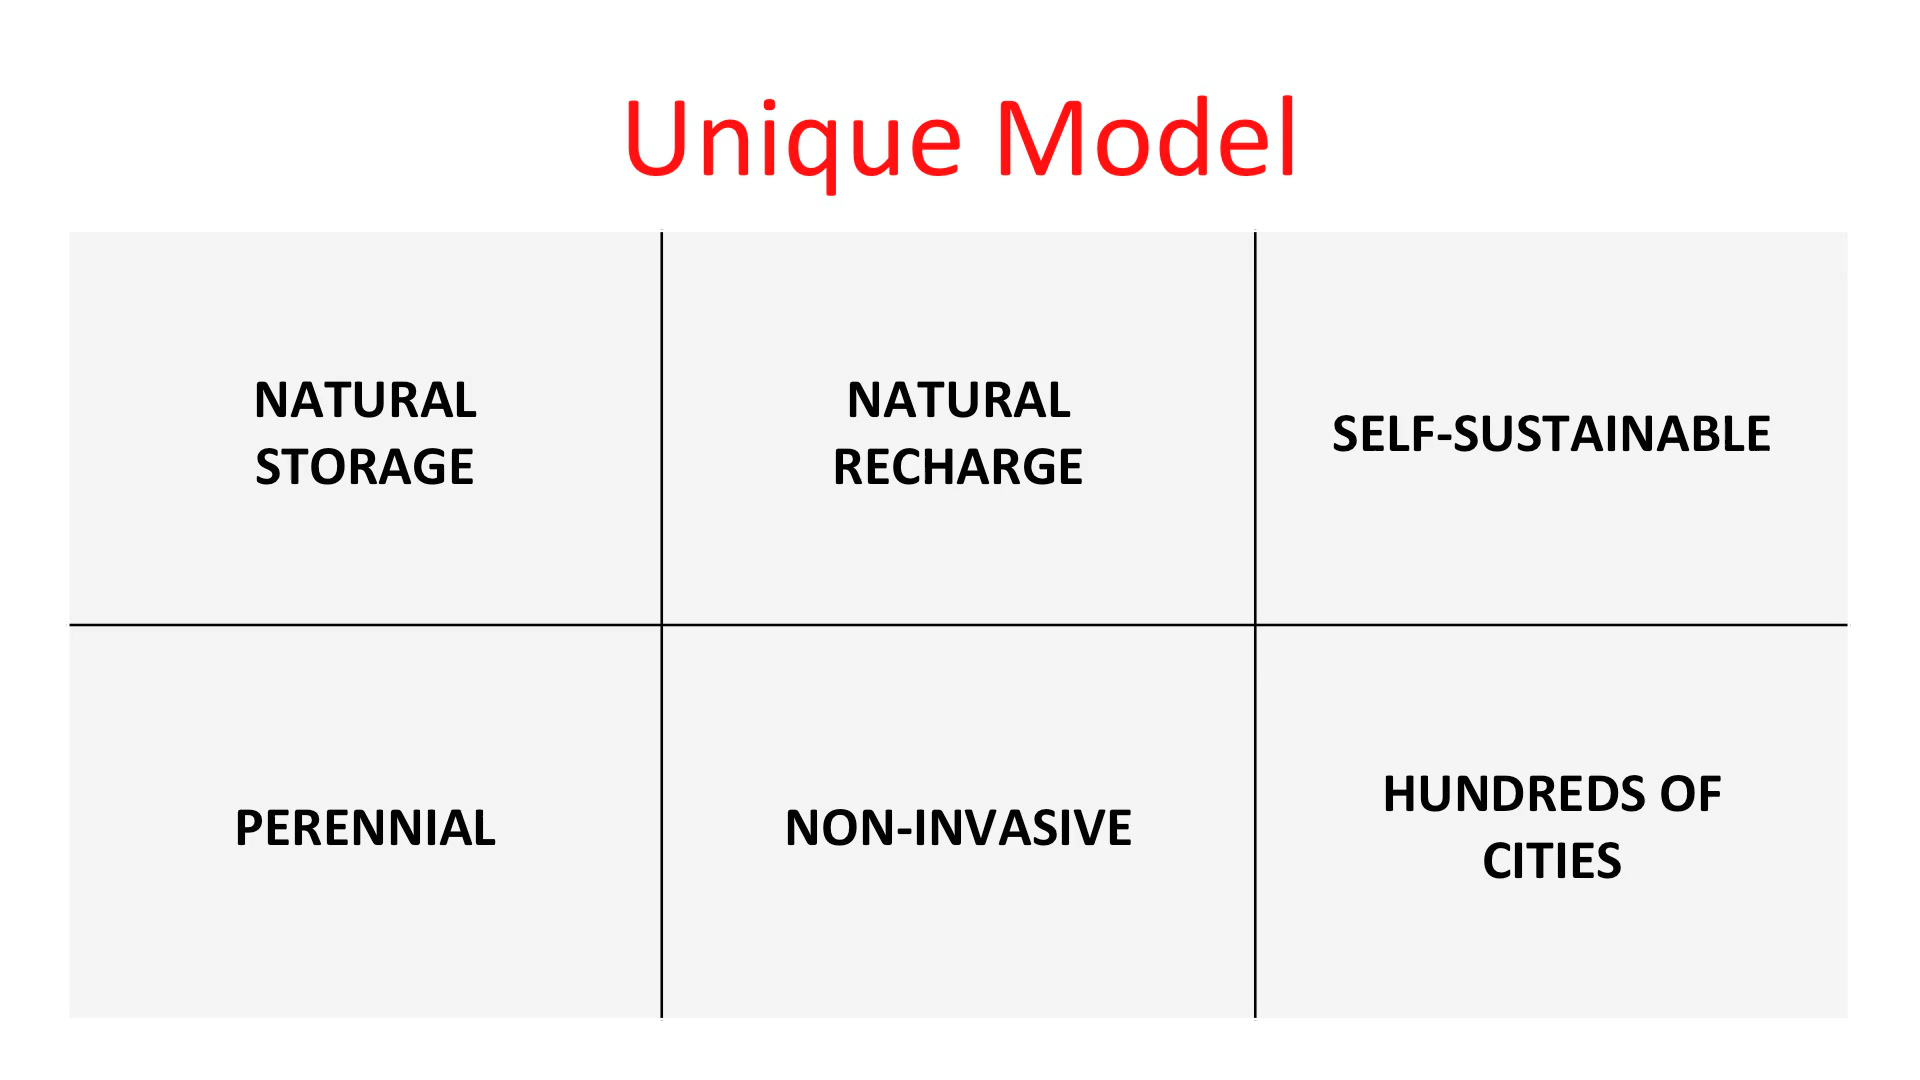 Unique Model
NATURAL
STORAGE
NATURAL
RECHARGE
SELF-SUSTAINABLE
PERENNIAL
NON-INVASIVE
HUNDREDS OF
CITIES